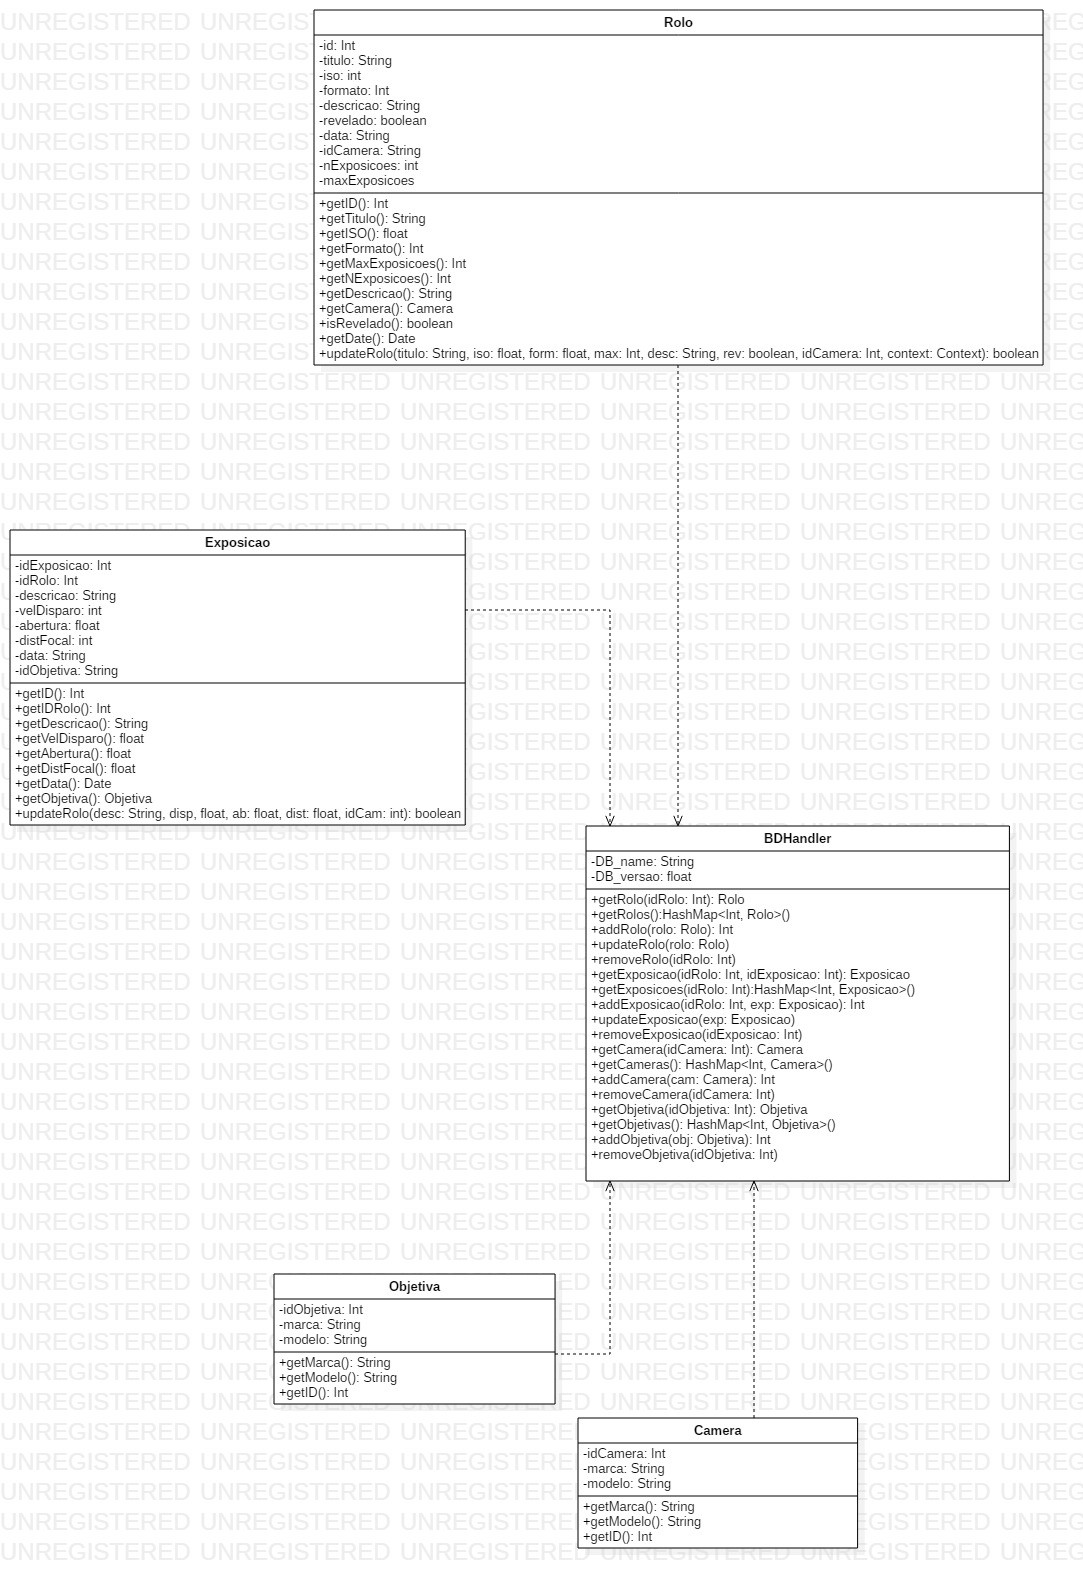 Rolo
-id: Int
-titulo: String
-iso: int
-formato: Int
-descricao: String
-revelado: boolean
-data: String
-idCamera: String
-nExposicoes: int
-maxExposicoes
+getID(): Int
+getTitulo(): String
+getISO(): float
+getFormato(): Int
+getMaxExposicoes(): Int
+getNExposicoes(): Int
+getDescricao(): String
+getCamera(): Camera
+isRevelado(): boolean
+getDate(): Date
+updateRolo(titulo: String, iso: float, form: float, max: Int, desc: String, rev: boolean, idCamera: Int, context: Context): boolean
Exposicao
-idExposicao: Int
-idRolo: Int
-descricao: String
-velDisparo: int
-abertura: float
-distFocal: int
-data: String
-idObjetiva: String
+getID(): Int
+getIDRolo(): Int
+getDescricao(): String
+getVelDisparo(): float
+getAbertura(): float
+getDistFocal(): float
+getData(): Date
+getObjetiva(): Objetiva
+updateRolo(desc: String, disp, float, ab: float, dist: float, idCam: int): boolean
BDHandler
-DB_name: String
-DB_versao: float
+getRolo(idRolo: Int): Rolo
+getRolos():HashMap<Int, Rolo>()
+addRolo(rolo: Rolo): Int
+updateRolo(rolo: Rolo)
+removeRolo(idRolo: Int)
+getExposicao(idRolo: Int, idExposicao: Int): Exposicao
+getExposicoes(idRolo: Int):HashMap<Int, Exposicao>()
+addExposicao(idRolo: Int, exp: Exposicao): Int
+updateExposicao(exp: Exposicao)
+removeExposicao(idExposicao: Int)
+getCamera(idCamera: Int): Camera
+getCameras(): HashMap<Int, Camera>()
+addCamera(cam: Camera): Int
+removeCamera(idCamera: Int)
+getObjetiva(idObjetiva: Int): Objetiva
+getObjetivas(): HashMap<Int, Objetiva>()
+addObjetiva(obj: Objetiva): Int
+removeObjetiva(idObjetiva: Int)
Objetiva
-idObjetiva: Int
-marca: String
-modelo: String
+getMarca(): String
+getModelo(): String
+getID(): Int
Camera
-idCamera: Int
-marca: String
-modelo: String
+getMarca(): String
+getModelo(): String
+getID(): Int